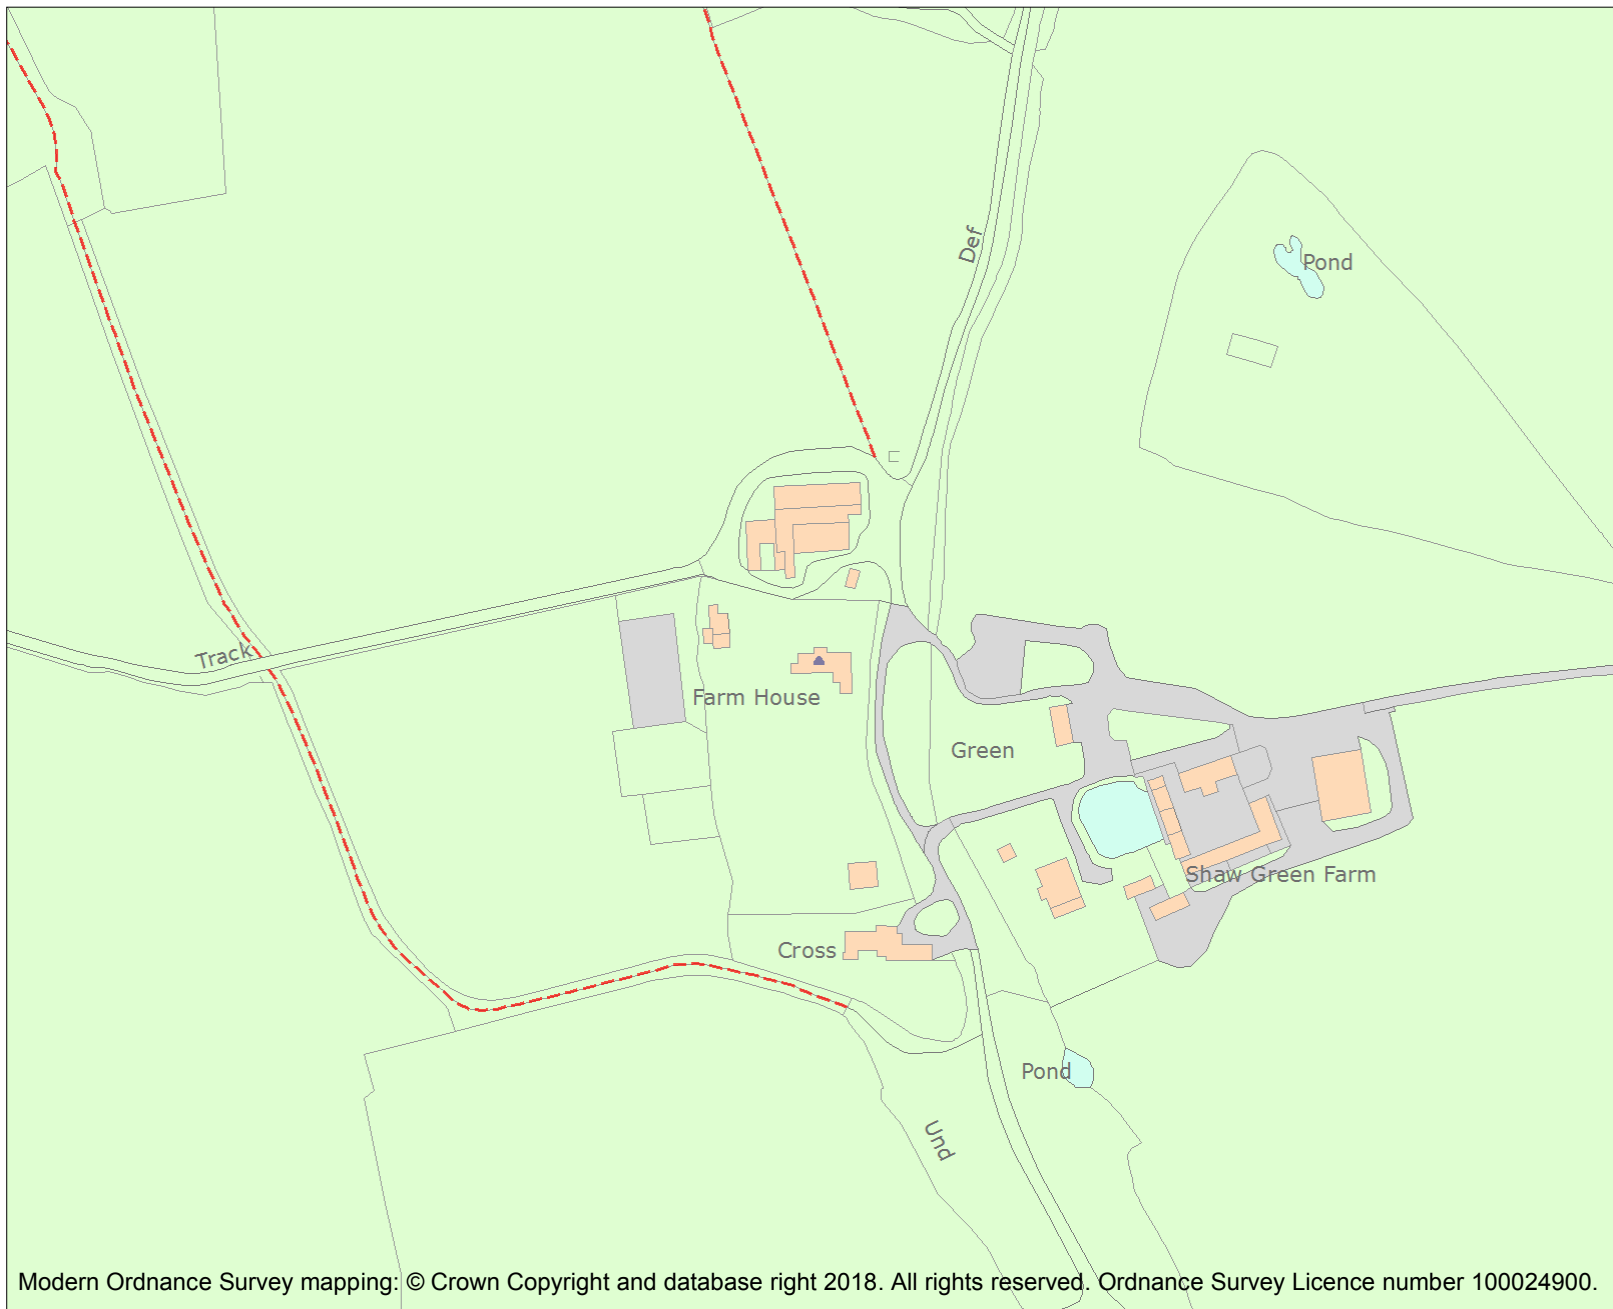 Def
Pond
Track
Farm House
Green
Shaw Green Farm
Cross
Pond
Und
Modern Ordnance Survey mapping: © Crown Copyright and database right 2018. All rights reserved. Ordnance Survey Licence number 100024900.